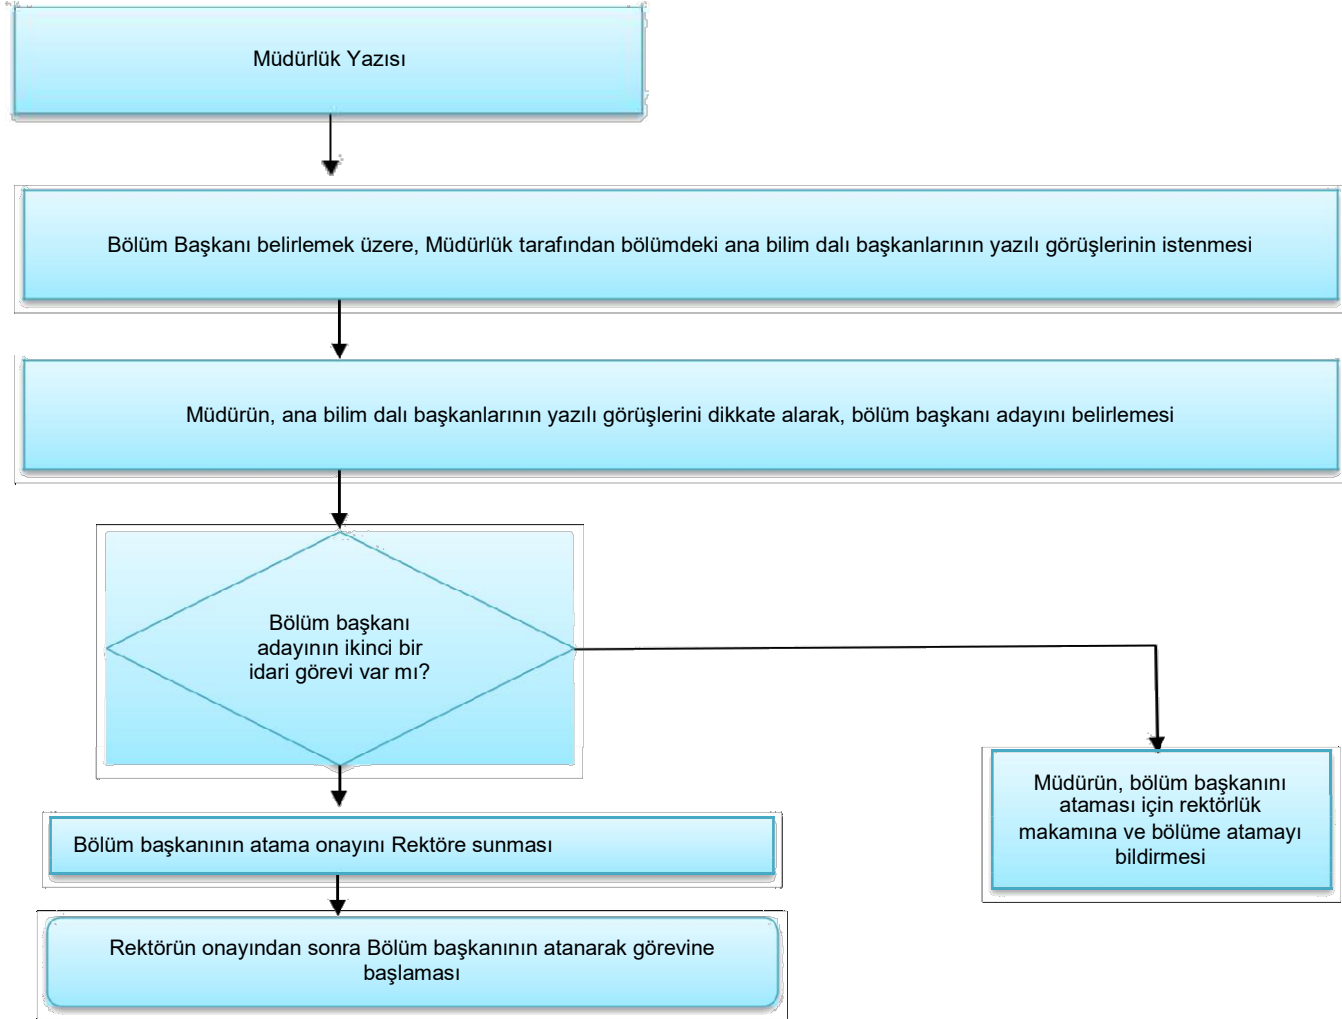 Müdürlük Yazısı
Bölüm Başkanı belirlemek üzere, Müdürlük tarafından bölümdeki ana bilim dalı başkanlarının yazılı görüşlerinin istenmesi
Müdürün, ana bilim dalı başkanlarının yazılı görüşlerini dikkate alarak, bölüm başkanı adayını belirlemesi
Bölüm başkanı
adayının ikinci bir
idari görevi var mı?
Müdürün, bölüm başkanını
ataması için rektörlük
makamına ve bölüme atamayı
bildirmesi
Bölüm başkanının atama onayını Rektöre sunması
Rektörün onayından sonra Bölüm başkanının atanarak görevine
başlaması